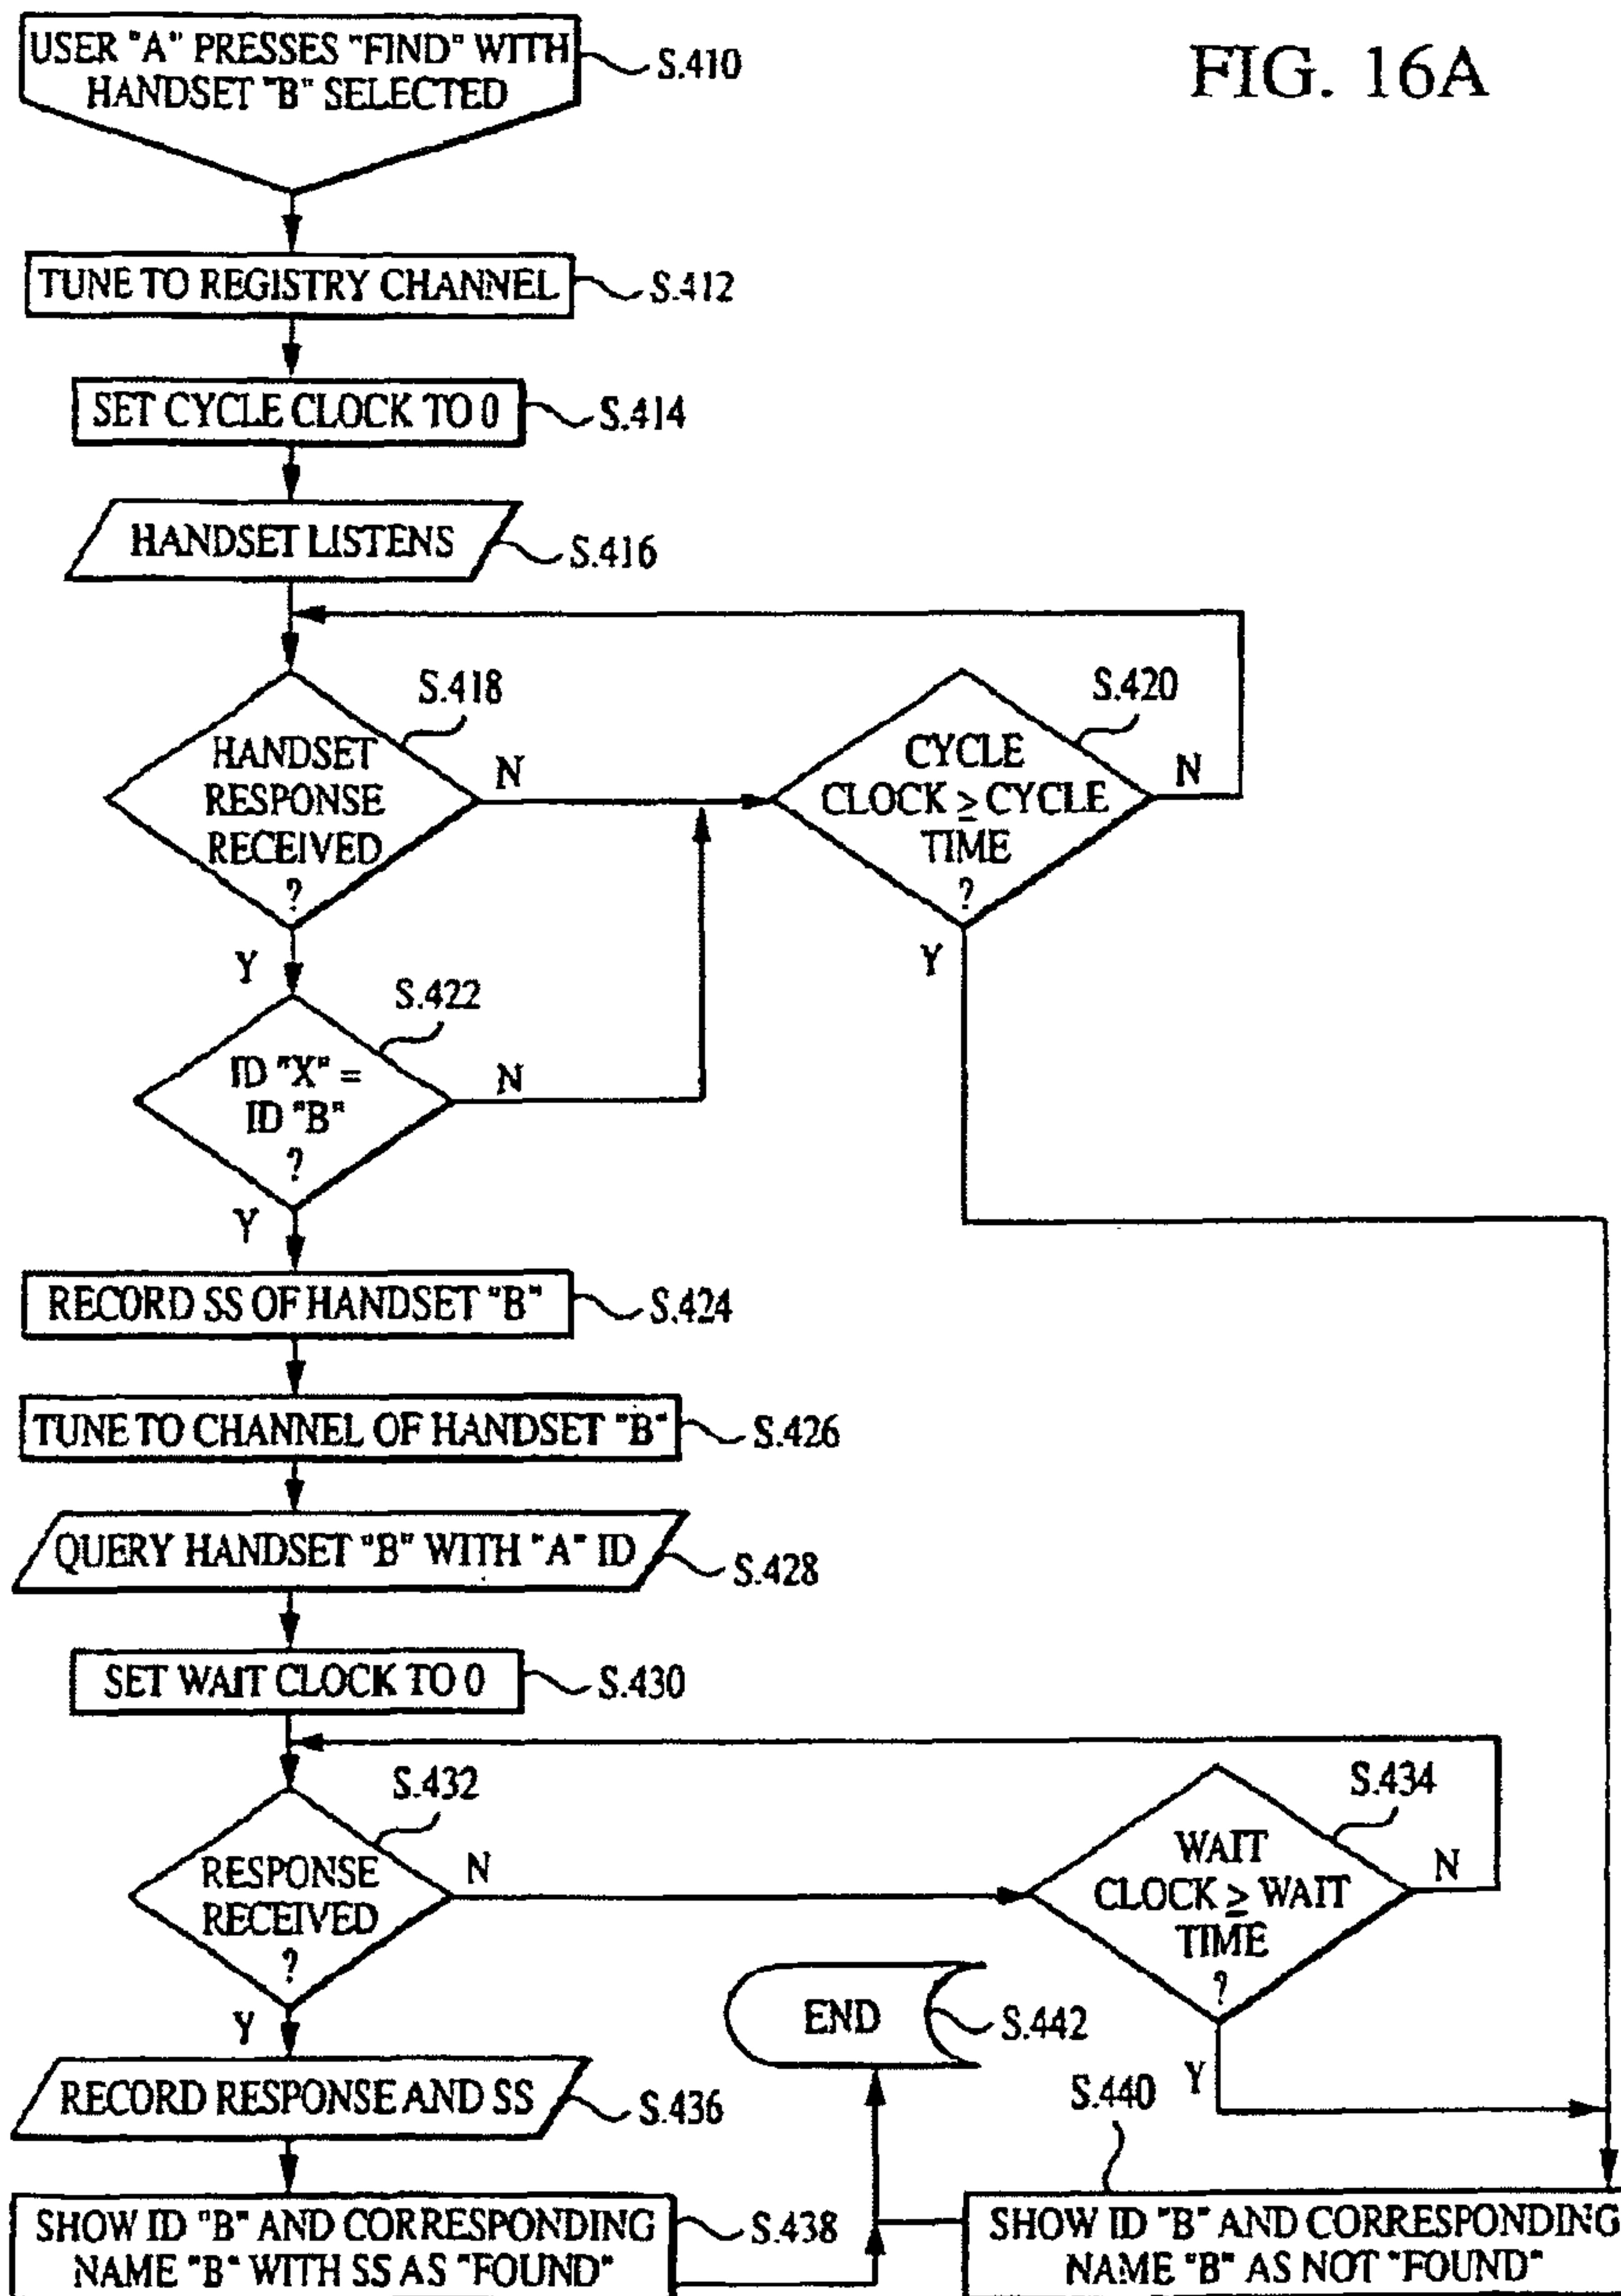 FIG. 16A
USER "A" PRESSES "FIND" WITH
HANDSET "B" SELECTED
S.410
TUNE TO REGISTRY CHANNEL
S.412
SET CYCLE CLOCK TO 0
S.414
HANDSET LISTENS
S.416
S.418
HANDSET
RESPONSE
RECEIVED
?
N
Y
S.420
CYCLE
CLOCK ≥ CYCLE
TIME
?
N
Y
S.422
ID "X" =
ID "B"
?
N
Y
RECORD SS OF HANDSET "B"
S.424
TUNE TO CHANNEL OF HANDSET "B"
S.426
QUERY HANDSET "B" WITH "A" ID
S.428
SET WAIT CLOCK TO 0
S.430
S.432
RESPONSE
RECEIVED
?
N
Y
S.434
WAIT
CLOCK ≥ WAIT
TIME
?
N
Y
END
S.442
RECORD RESPONSE AND SS
S.436
S.440
SHOW ID "B" AND CORRESPONDING
NAME "B" WITH SS AS "FOUND"
S.438
SHOW ID "B" AND CORRESPONDING
NAME "B" AS NOT "FOUND"